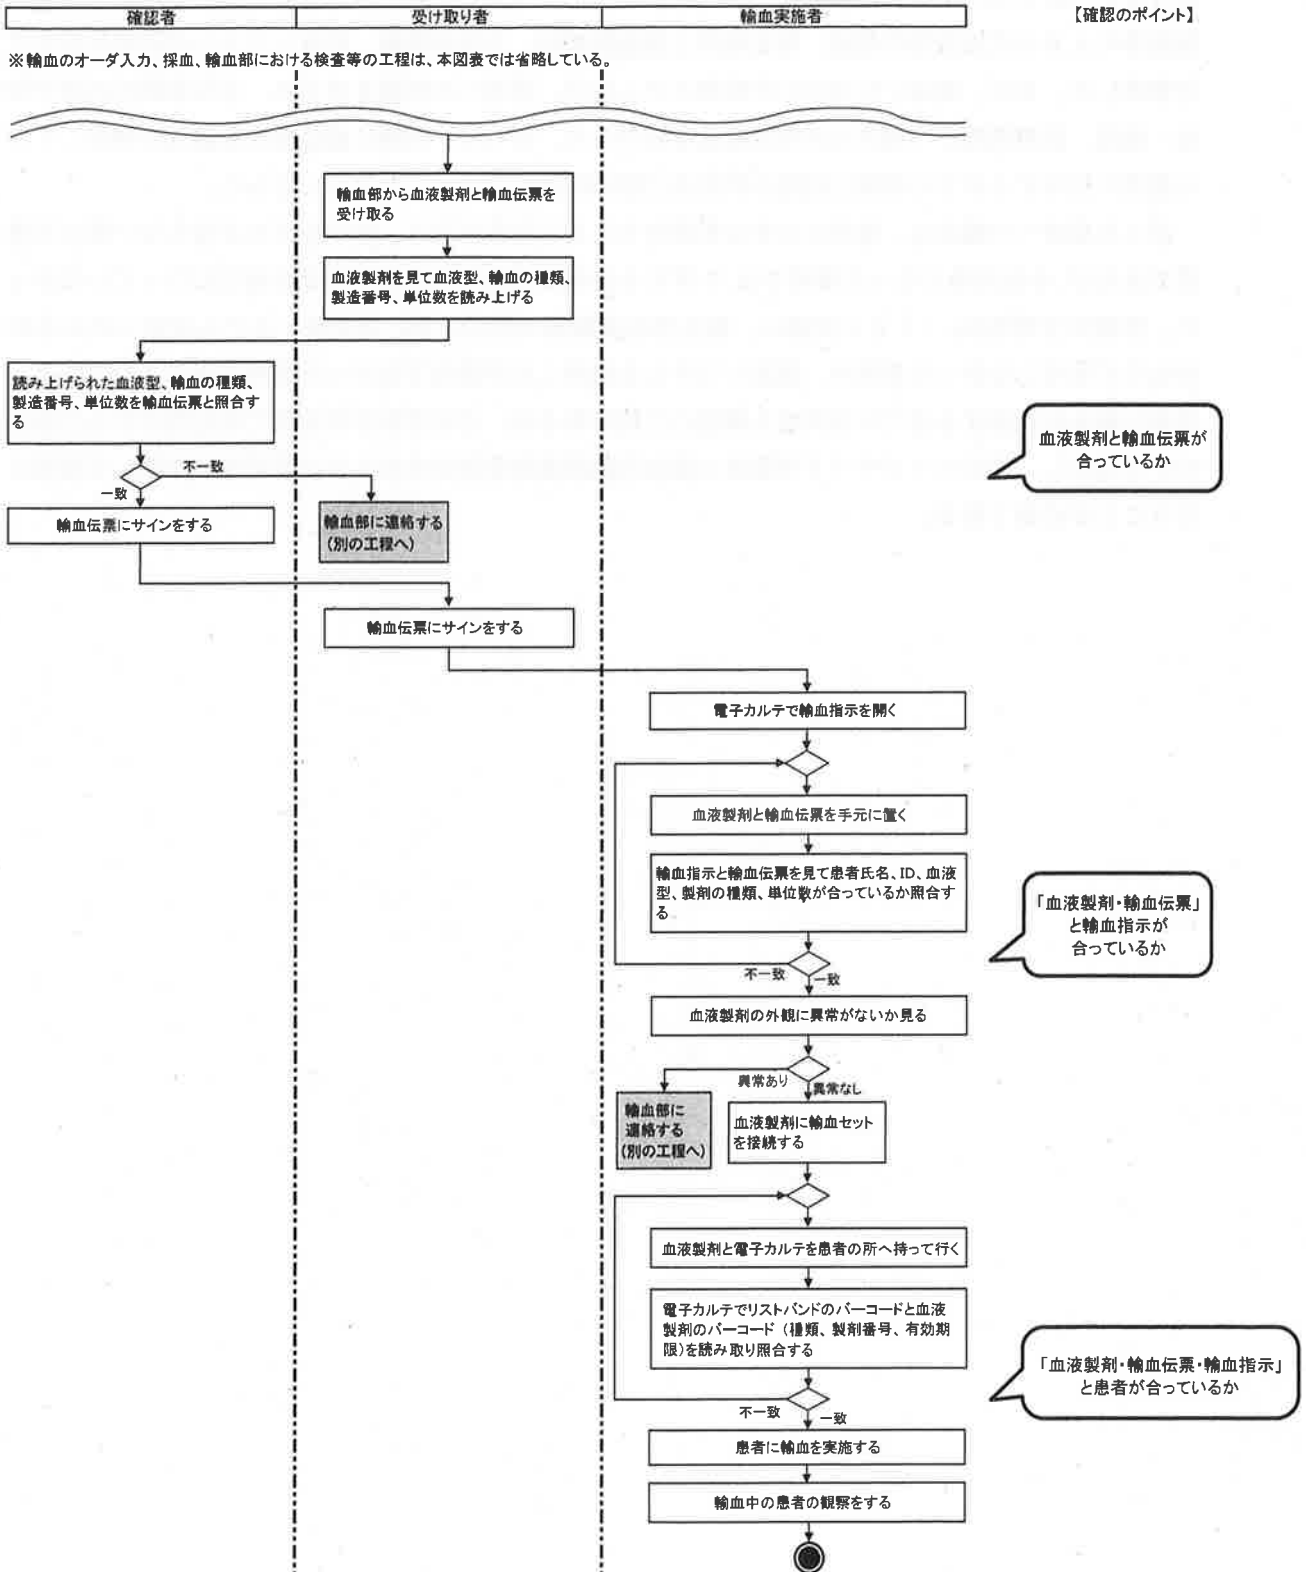 確認者
受け取り者
輸血実施者
【確認のポイント】
※輸血のオーダ入力、採血、輸血部における検査等の工程は、本図表では省略している。
輸血部から血液製剤と輸血伝票を
受け取る
血液製剤を見て血液型、輸血の種類、
製造番号、単位数を読み上げる
読み上げられた血液型、輸血の種類、
製造番号、単位数を輸血伝票と照合す
る
不一致
一致
血液製剤と輸血伝票が
合っているか
輸血伝票にサインをする
輸血部に連絡する
(別の工程へ)
輸血伝票にサインをする
電子カルテで輸血指示を開く
血液製剤と輸血伝票を手元に置く
輸血指示と輸血伝票を見て患者氏名、ID、血液
型、製剤の種類、単位数が合っているか照合す
る
「血液製剤・輸血伝票」
と輸血指示が
合っているか
不一致
一致
血液製剤の外観に異常がないか見る
異常あり
異常なし
輸血部に
連絡する
(別の工程へ)
血液製剤に輸血セット
を接続する
血液製剤と電子カルテを患者の所へ持って行く
電子カルテでリストバンドのバーコードと血液
製剤のバーコード（種類、製剤番号、有効期
限）を読み取り照合する
「血液製剤・輸血伝票・輸血指示」
と患者が合っているか
不一致
一致
患者に輸血を実施する
輸血中の患者の観察をする